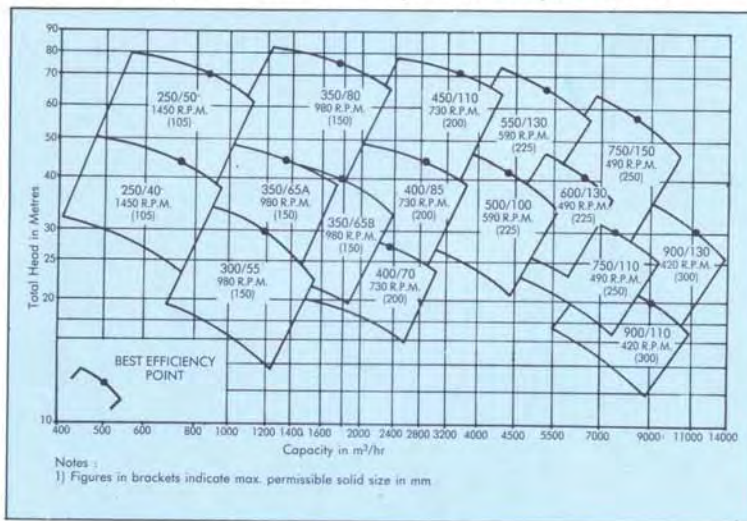 90
80
70
60
50
40
30
20
10
Total Head in Metres
250/50
1450 R.P.M.
(105)
350/80
980 R.P.M.
(150)
450/110
730 R.P.M.
(200)
550/130
590 R.P.M.
(225)
750/150
490 R.P.M.
(250)
250/40
1450 R.P.M.
(105)
350/65A
980 R.P.M.
(150)
350/65B
980 R.P.M.
(150)
400/85
730 R.P.M.
(200)
500/100
590 R.P.M.
(225)
600/130
490 R.P.M.
(225)
300/55
980 R.P.M.
(150)
400/70
730 R.P.M.
(200)
750/110
490 R.P.M.
(250)
900/130
420 R.P.M.
(300)
900/110
420 R.P.M.
(300)
BEST EFFICIENCY
POINT
400 500 600 800 1000 1200 1400 1600 1800 2000 2400 2800 3200 4000 4500 5500 7000 9000 11000 14000
Capacity in m³/hr
Notes :
1) Figures in brackets indicate max. permissible solid size in mm